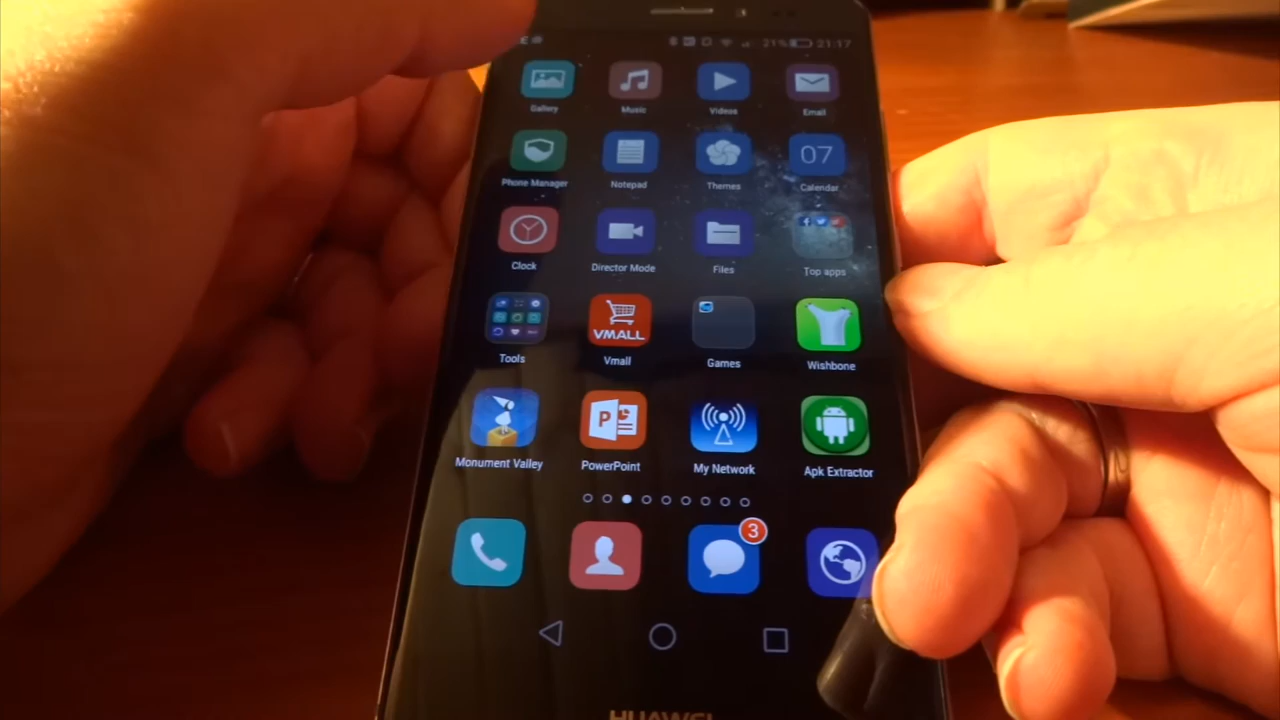 21% 21:17
Gallery Music Videos Email
07
Phone Manager Notepad Themes Calendar
Clock Director Mode Files Top apps
VMALL
Tools Vmall Games Wishbone
P
Monument Valley PowerPoint My Network Apk Extractor
3
HUAWEI